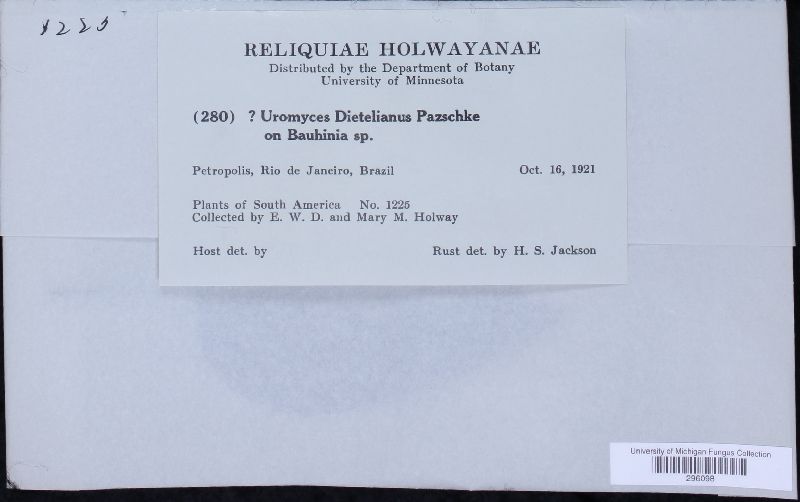 1225
RELIQUIAE HOLWAYANAE
Distributed by the Department of Botany
University of Minnesota
(280) ? Uromyces Dietelianus Pazschke
on Bauhinia sp.
Petropolis, Rio de Janeiro, Brazil Oct. 16, 1921
Plants of South America No. 1225
Collected by E. W. D. and Mary M. Holway
Host det. by Rust det. by H. S. Jackson
University of Michigan Fungus Collection
296098